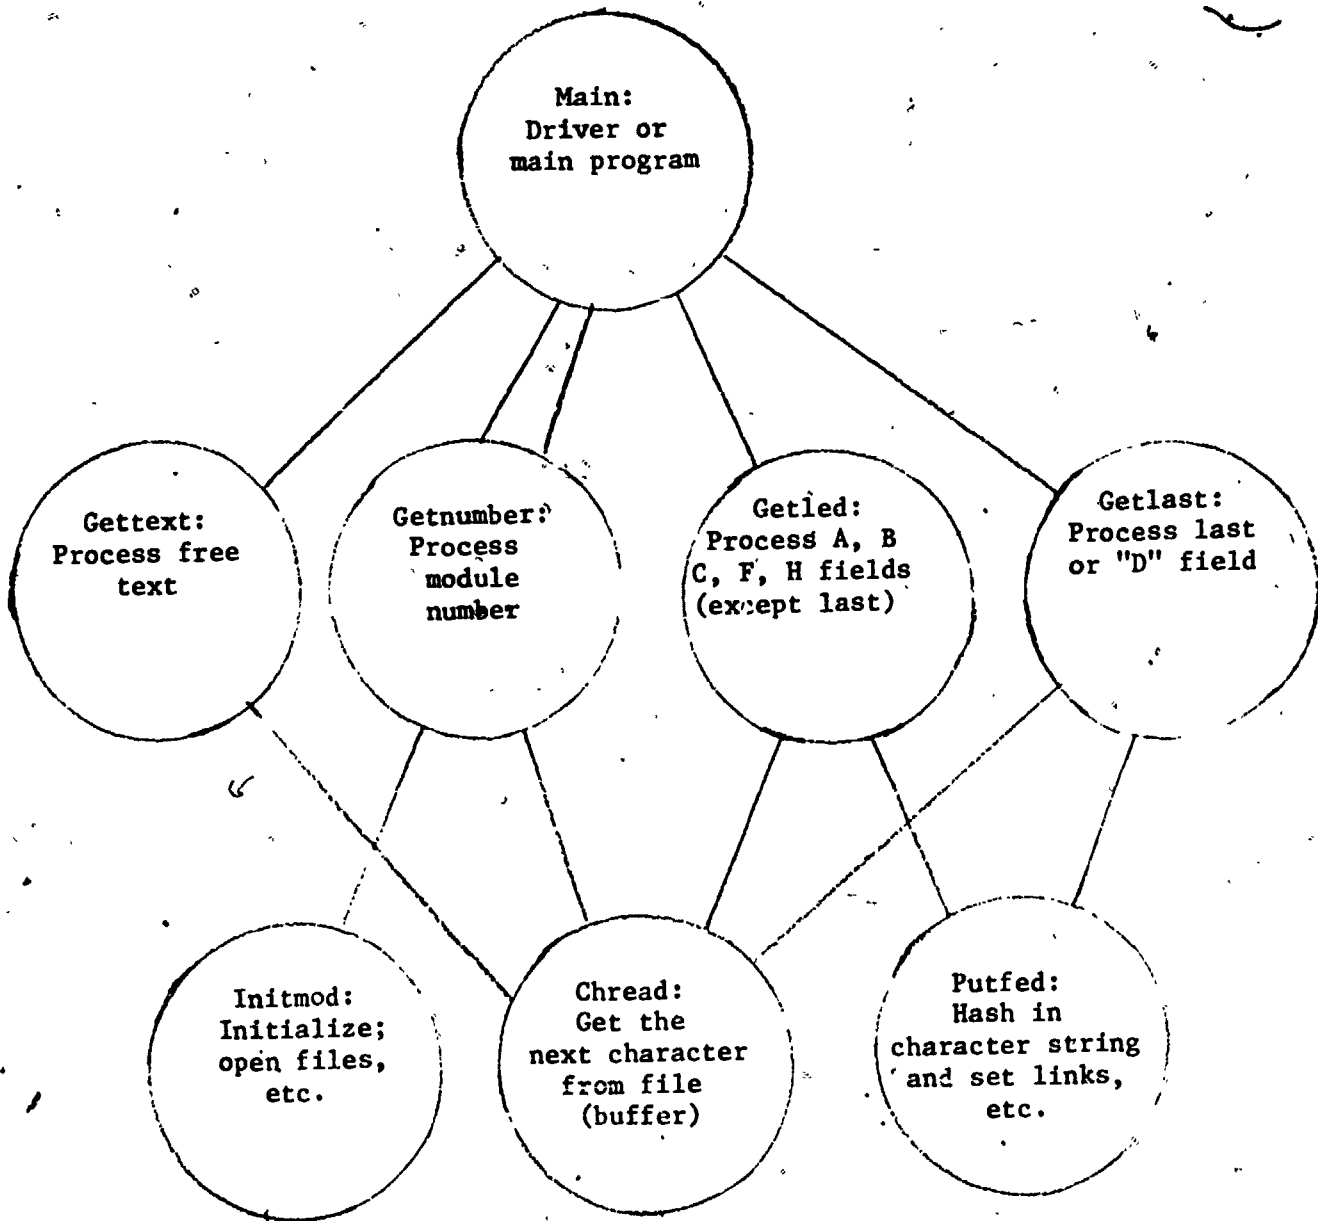 Main:
Driver or
main program
Gettext:
Process free
text
Getnumber:
Process
module
number
Getled:
Process A, B
C, F, H fields
(except last)
Getlast:
Process last
or "D" field
Initmod:
Initialize;
open files,
etc.
Chread:
Get the
next character
from file
(buffer)
Putfed:
Hash in
character string
and set links,
etc.